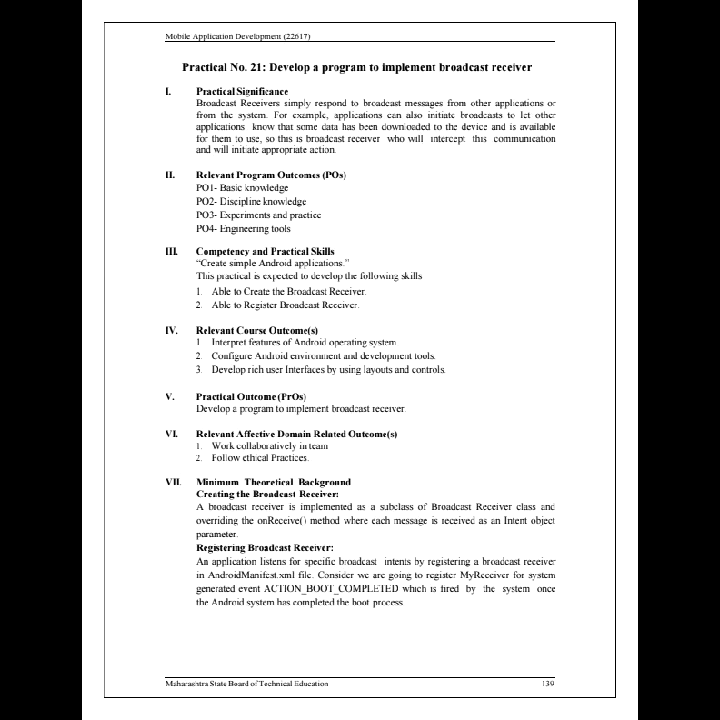 Mobile Application Development (22617)
Practical No. 21: Develop a program to implement broadcast receiver
I. Practical Significance
Broadcast Receivers simply respond to broadcast messages from other applications or
from the system. For example, applications can also initiate broadcasts to let other
applications know that some data has been downloaded to the device and is available
for them to use, so this is broadcast receiver who will intercept this communication
and will initiate appropriate action.
II. Relevant Program Outcomes (POs)
PO1- Basic knowledge
PO2- Discipline knowledge
PO3- Experiments and practice
PO4- Engineering tools
III. Competency and Practical Skills
“Create simple Android applications.”
This practical is expected to develop the following skills
1. Able to Create the Broadcast Receiver.
2. Able to Register Broadcast Receiver.
IV. Relevant Course Outcome(s)
1. Interpret features of Android operating system.
2. Configure Android environment and development tools.
3. Develop rich user Interfaces by using layouts and controls.
V. Practical Outcome (PrOs)
Develop a program to implement broadcast receiver.
VI. Relevant Affective Domain Related Outcome(s)
1. Work collaboratively in team
2. Follow ethical Practices.
VII. Minimum Theoretical Background
Creating the Broadcast Receiver:
A broadcast receiver is implemented as a subclass of Broadcast Receiver class and
overriding the onReceive() method where each message is received as an Intent object
parameter.
Registering Broadcast Receiver:
An application listens for specific broadcast intents by registering a broadcast receiver
in AndroidManifest.xml file. Consider we are going to register MyReceiver for system
generated event ACTION_BOOT_COMPLETED which is fired by the system once
the Android system has completed the boot process.
Maharashtra State Board of Technical Education 139